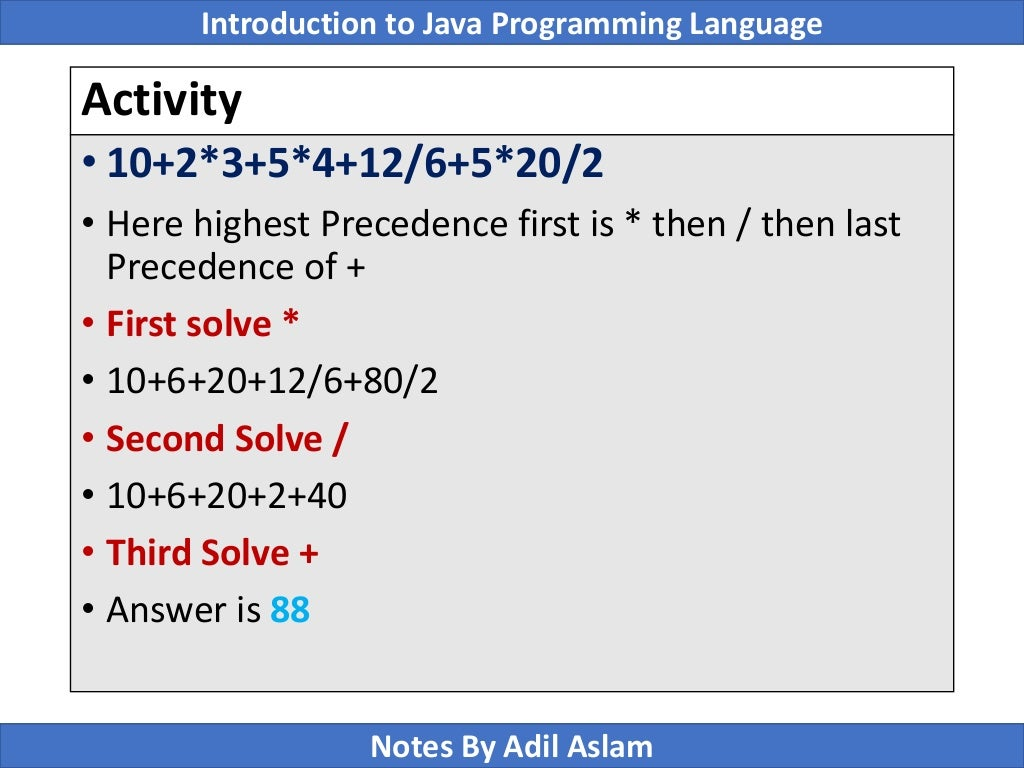 Introduction to Java Programming Language
Activity
• 10+2*3+5*4+12/6+5*20/2
• Here highest Precedence first is * then / then last
Precedence of +
• First solve *
• 10+6+20+12/6+80/2
• Second Solve /
• 10+6+20+2+40
• Third Solve +
• Answer is 88
Notes By Adil Aslam